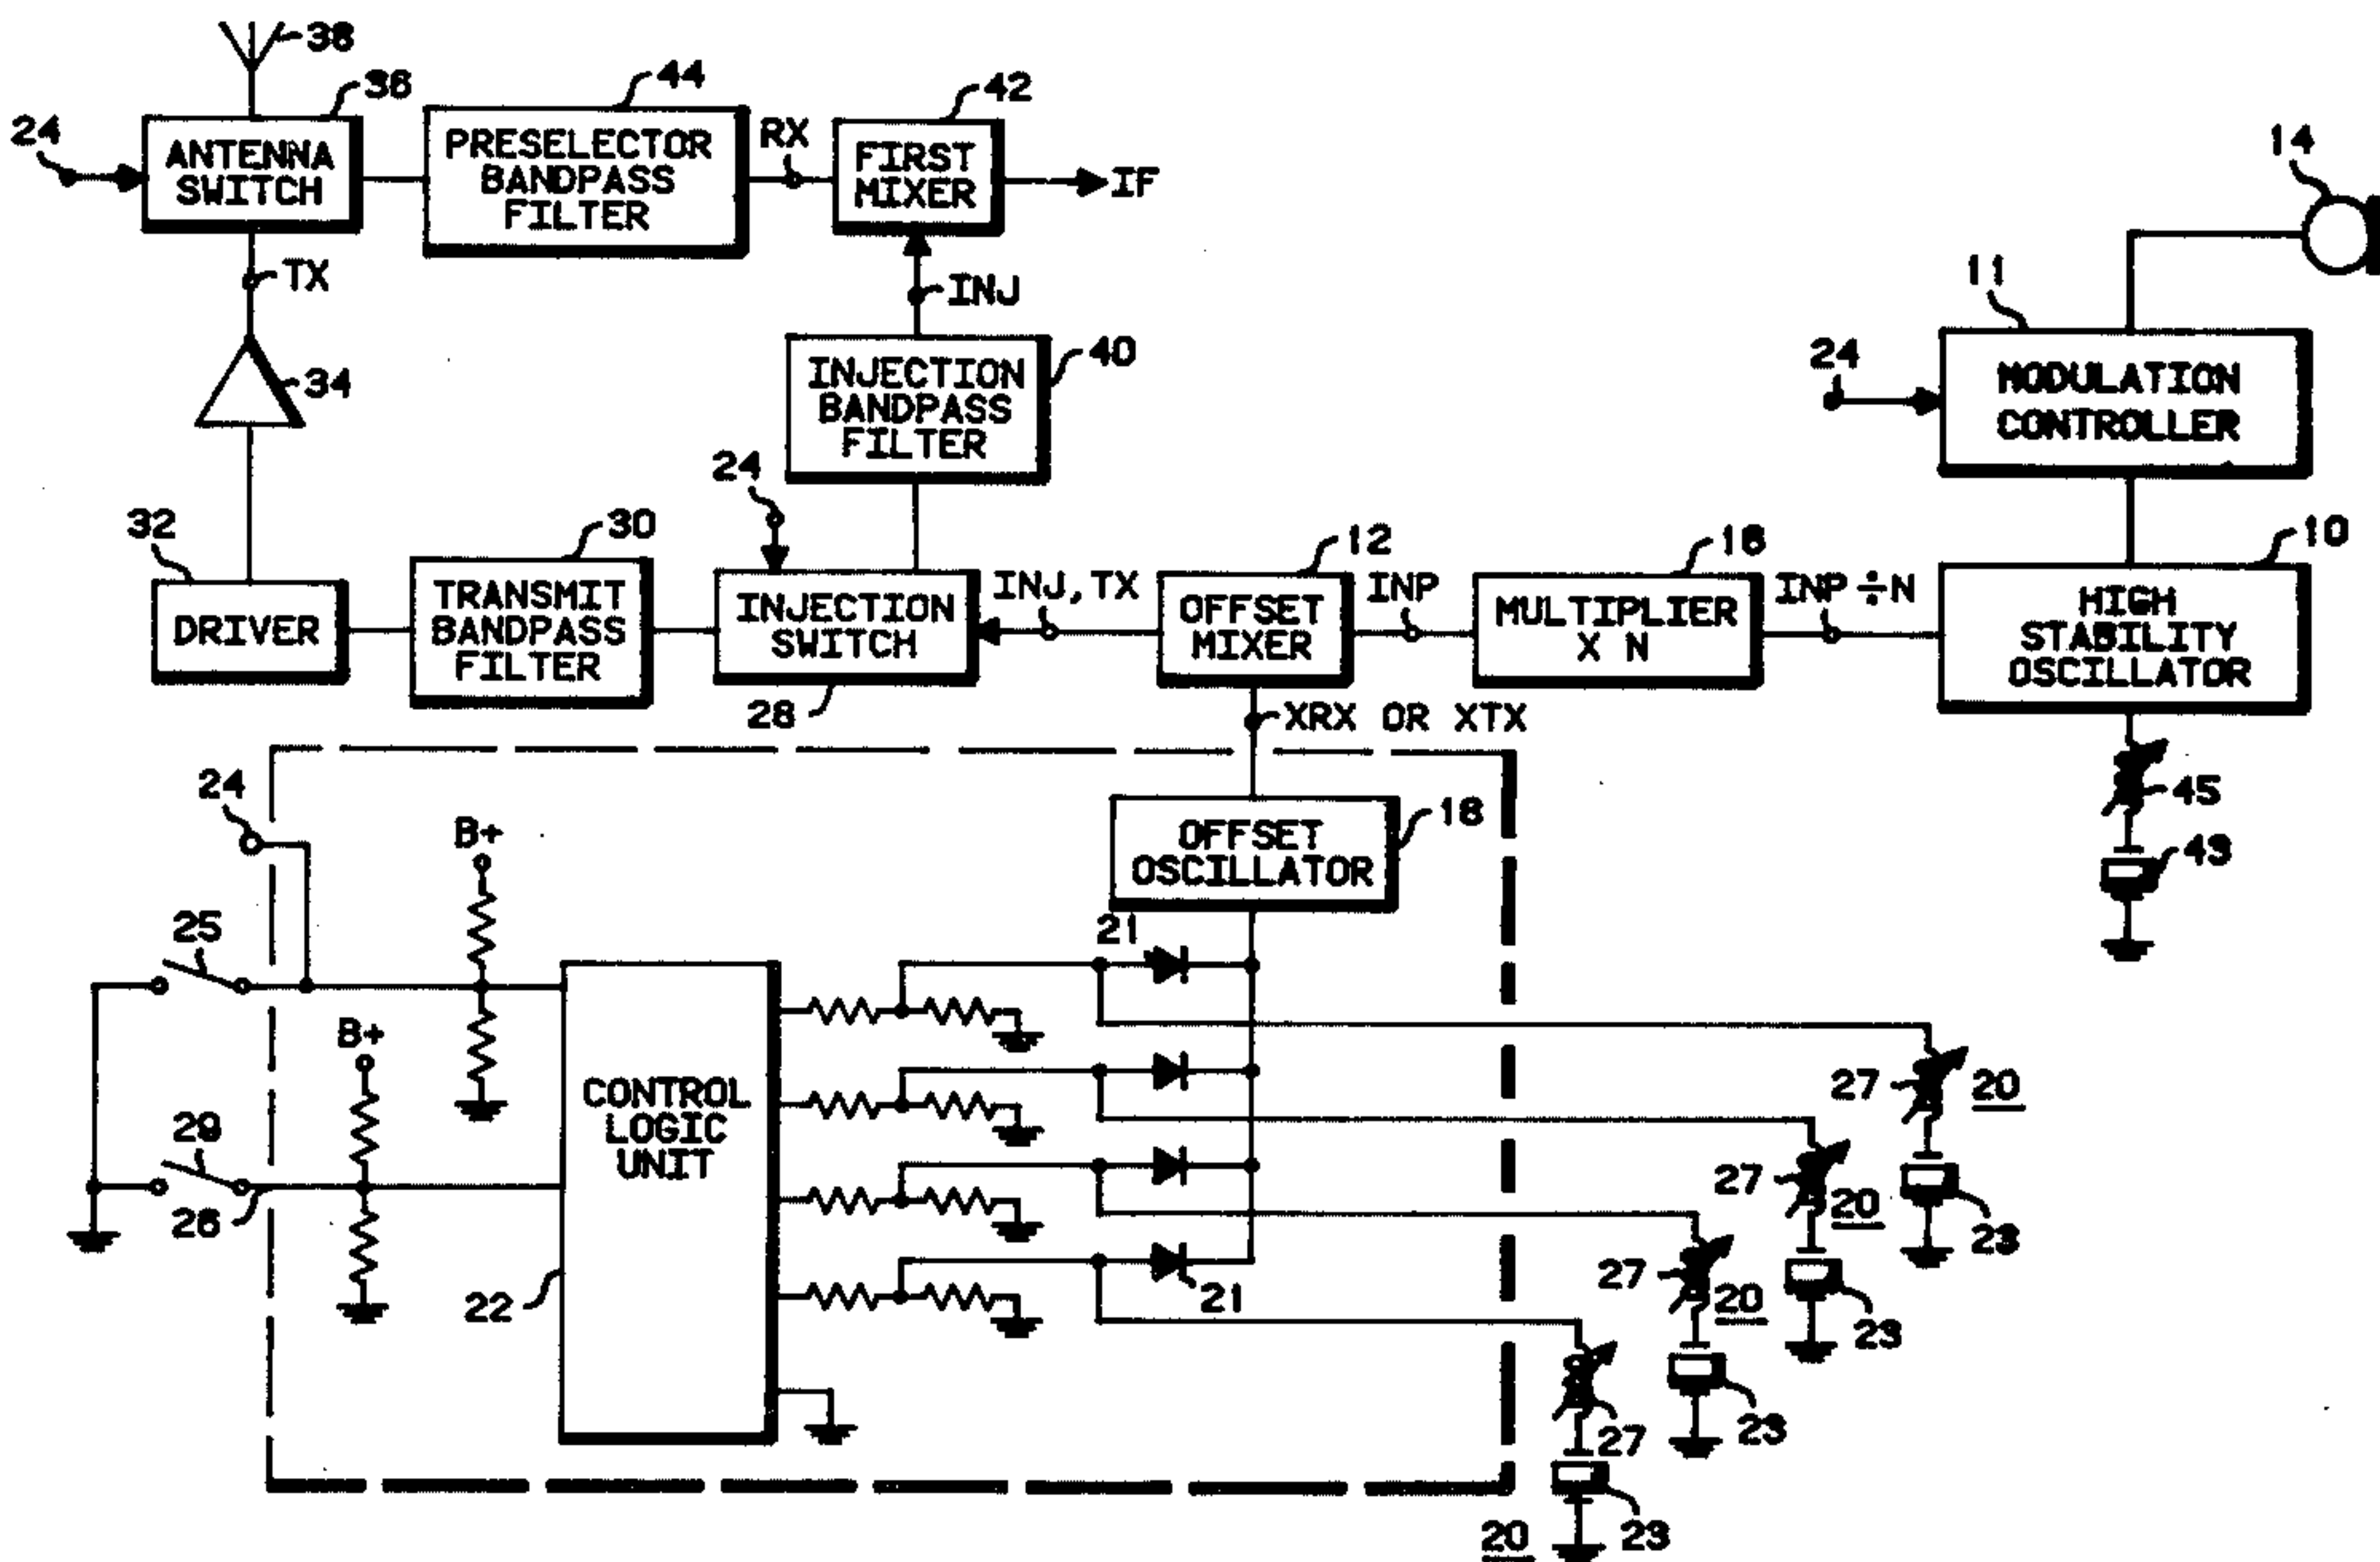 38
36
44
42
24
ANTENNA
SWITCH
PRESELECTOR
BANDPASS
FILTER
RX
FIRST
MIXER
IF
14
TX
INJ
11
34
INJECTION
BANDPASS
FILTER
40
24
MODULATION
CONTROLLER
24
32
30
12
16
10
DRIVER
TRANSMIT
BANDPASS
FILTER
INJECTION
SWITCH
INJ, TX
OFFSET
MIXER
INP
MULTIPLIER
X N
INP ÷ N
HIGH
STABILITY
OSCILLATOR
28
XRX OR XTX
24
B+
OFFSET
OSCILLATOR
18
45
43
25
21
B+
CONTROL
LOGIC
UNIT
29
26
22
21
27
20
23
27
20
23
27
20
23
27
20
23